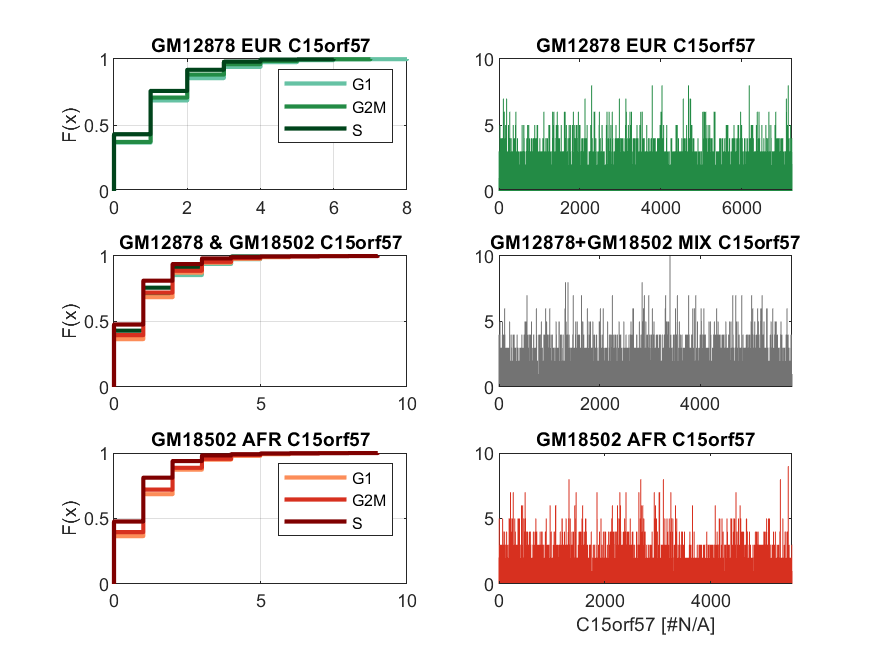 GM12878 EUR C15orf57
F(x)
1
0.5
0
0 2 4 6 8
G1
G2M
S
GM12878 EUR C15orf57
10
5
0
0 2000 4000 6000
GM12878 & GM18502 C15orf57
F(x)
1
0.5
0
0 5 10
GM12878+GM18502 MIX C15orf57
10
5
0
0 2000 4000
GM18502 AFR C15orf57
F(x)
1
0.5
0
0 5 10
G1
G2M
S
GM18502 AFR C15orf57
10
5
0
0 2000 4000
C15orf57 [#N/A]